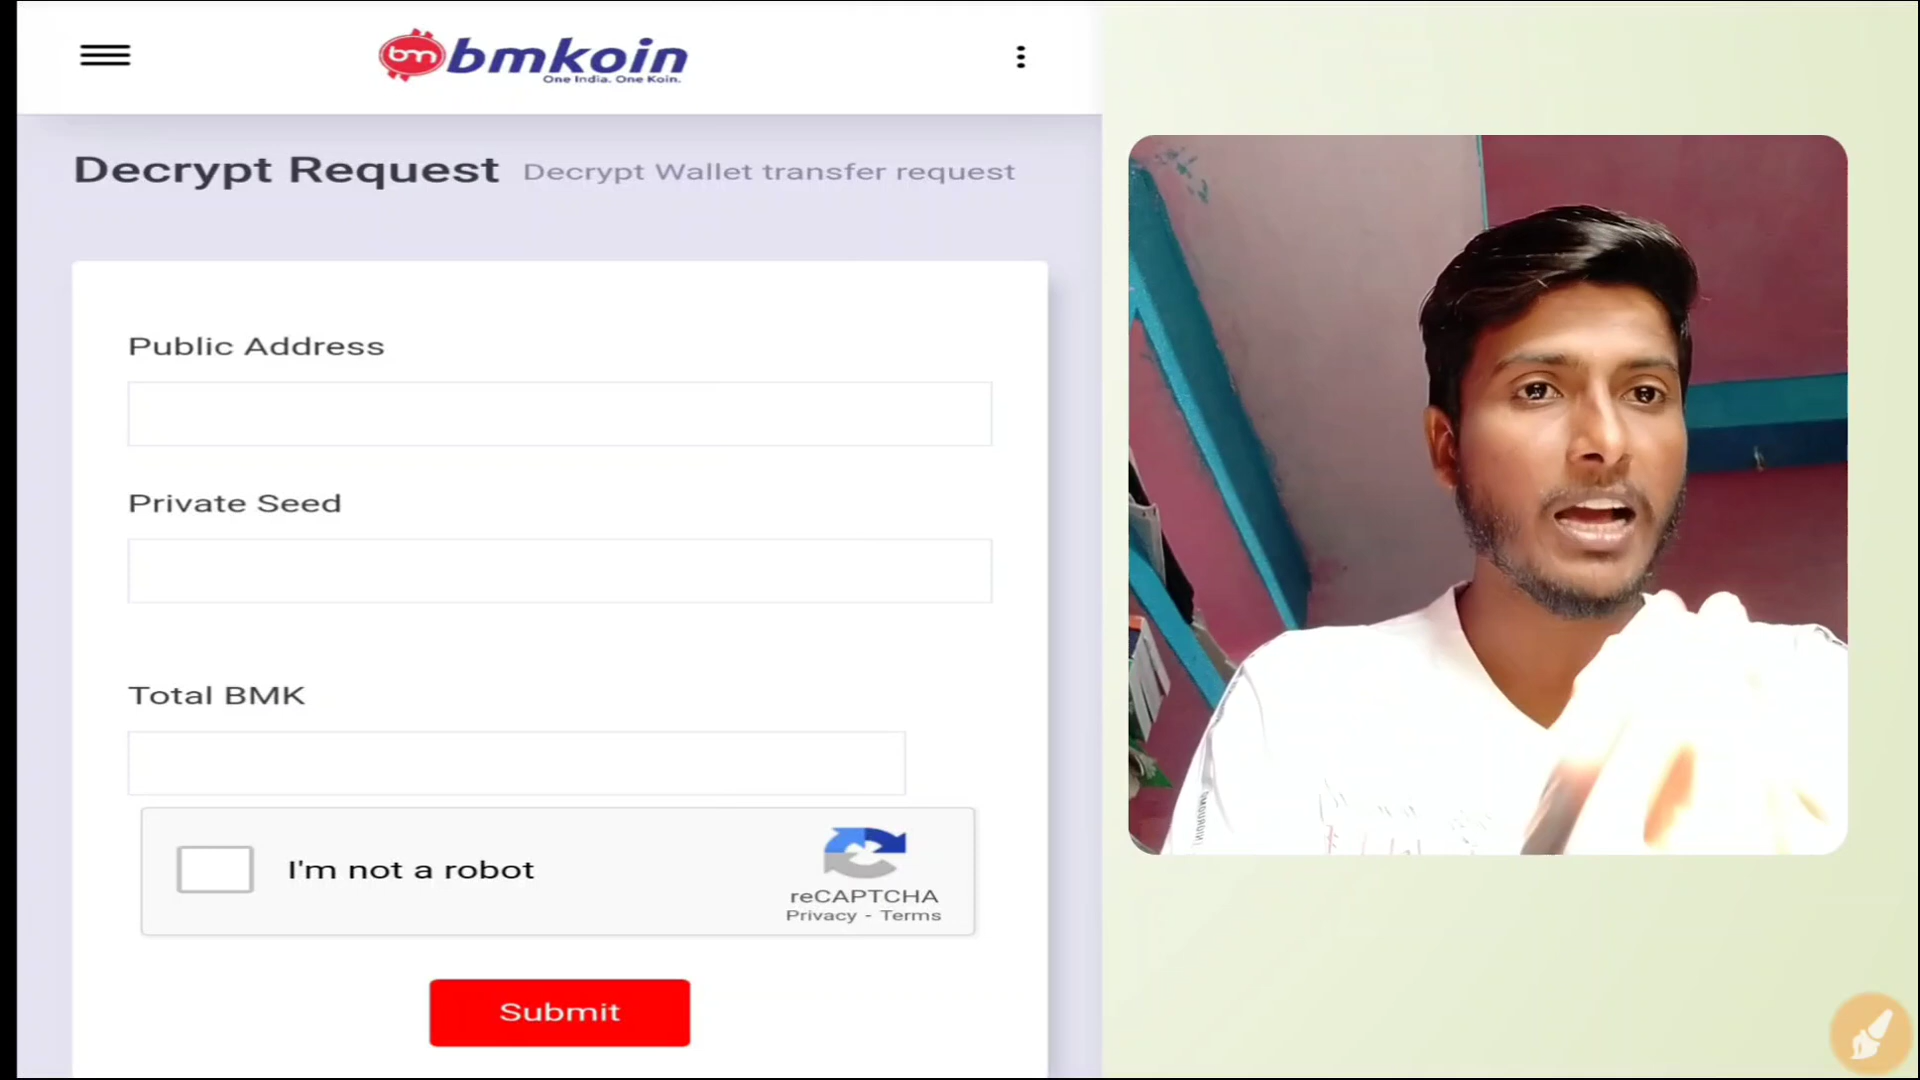 bm bmkoin
One India. One Koin.
Decrypt Request Decrypt Wallet transfer request
Public Address
Private Seed
Total BMK
I'm not a robot
reCAPTCHA
Privacy - Terms
Submit